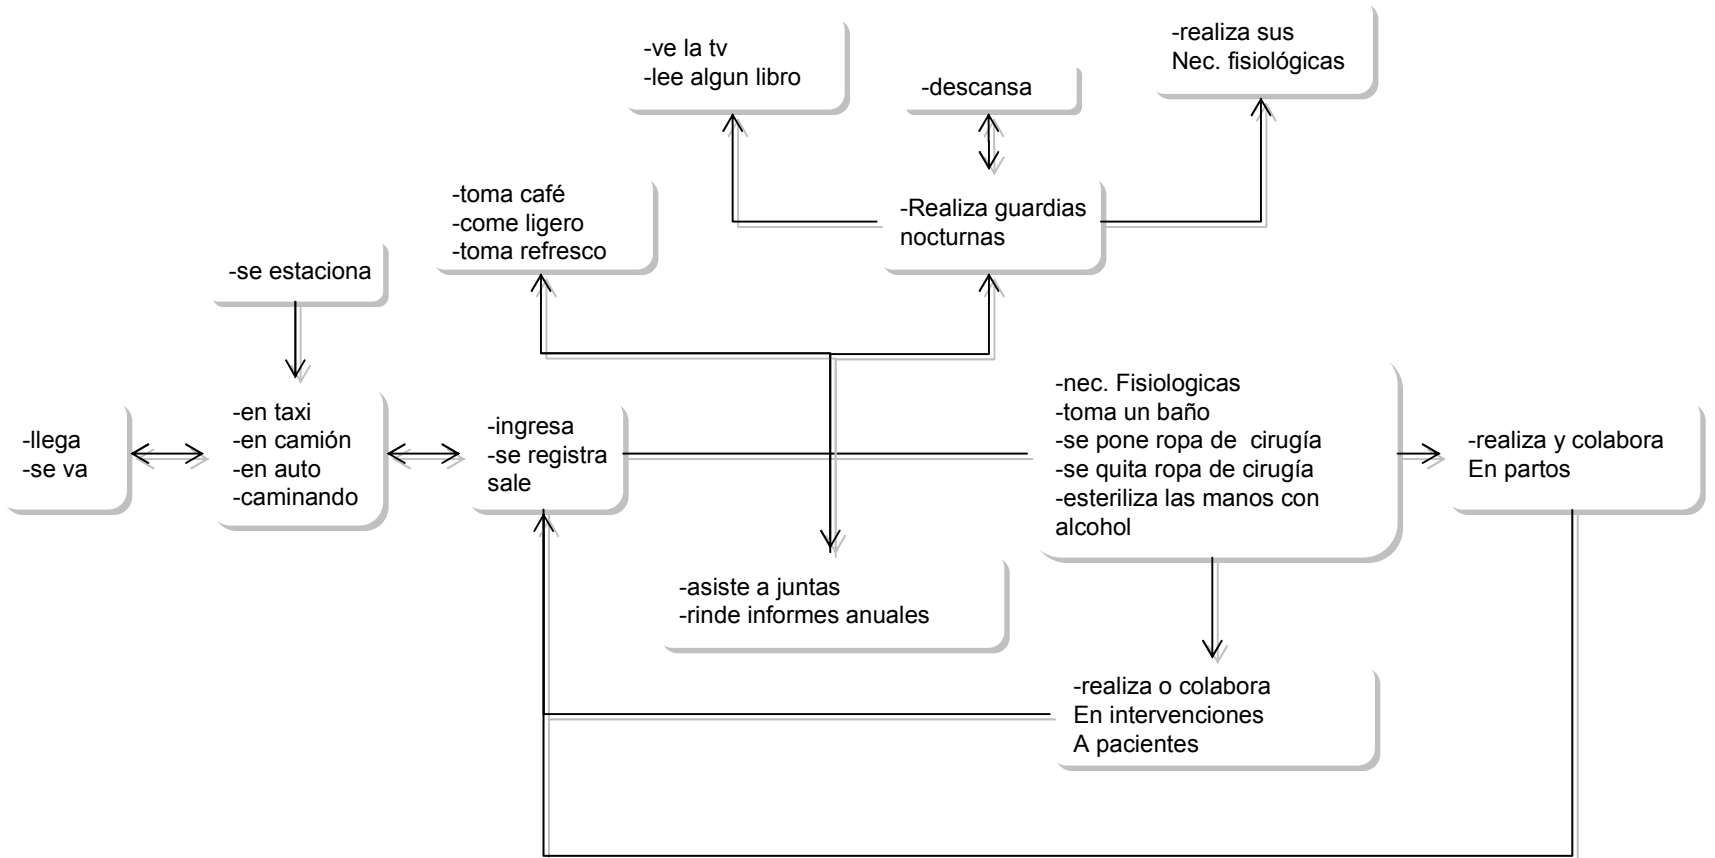 -realiza sus
Nec. fisiológicas
-ve la tv
-lee algun libro
-descansa
-toma café
-come ligero
-toma refresco
-Realiza guardias
nocturnas
-se estaciona
-llega
-se va
-en taxi
-en camión
-en auto
-caminando
-ingresa
-se registra
sale
-nec. Fisiologicas
-toma un baño
-se pone ropa de  cirugía
-se quita ropa de cirugía
-esteriliza las manos con
alcohol
-realiza y colabora
En partos
-asiste a juntas
-rinde informes anuales
-realiza o colabora
En intervenciones
A pacientes